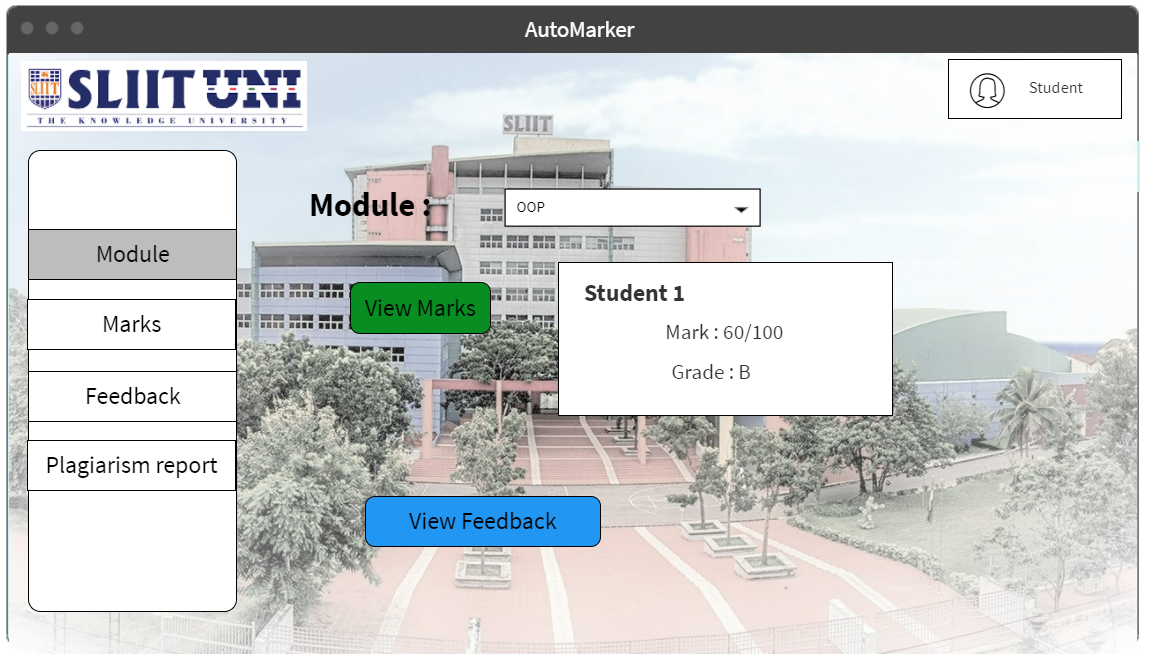 AutoMarker
SLIIT UNI
SLIIT
THE KNOWLEDGE UNIVERSITY
Student
SLIIT
Module :
OOP
Module
Marks
Feedback
Plagiarism report
View Marks
Student 1
Mark : 60/100
Grade : B
View Feedback